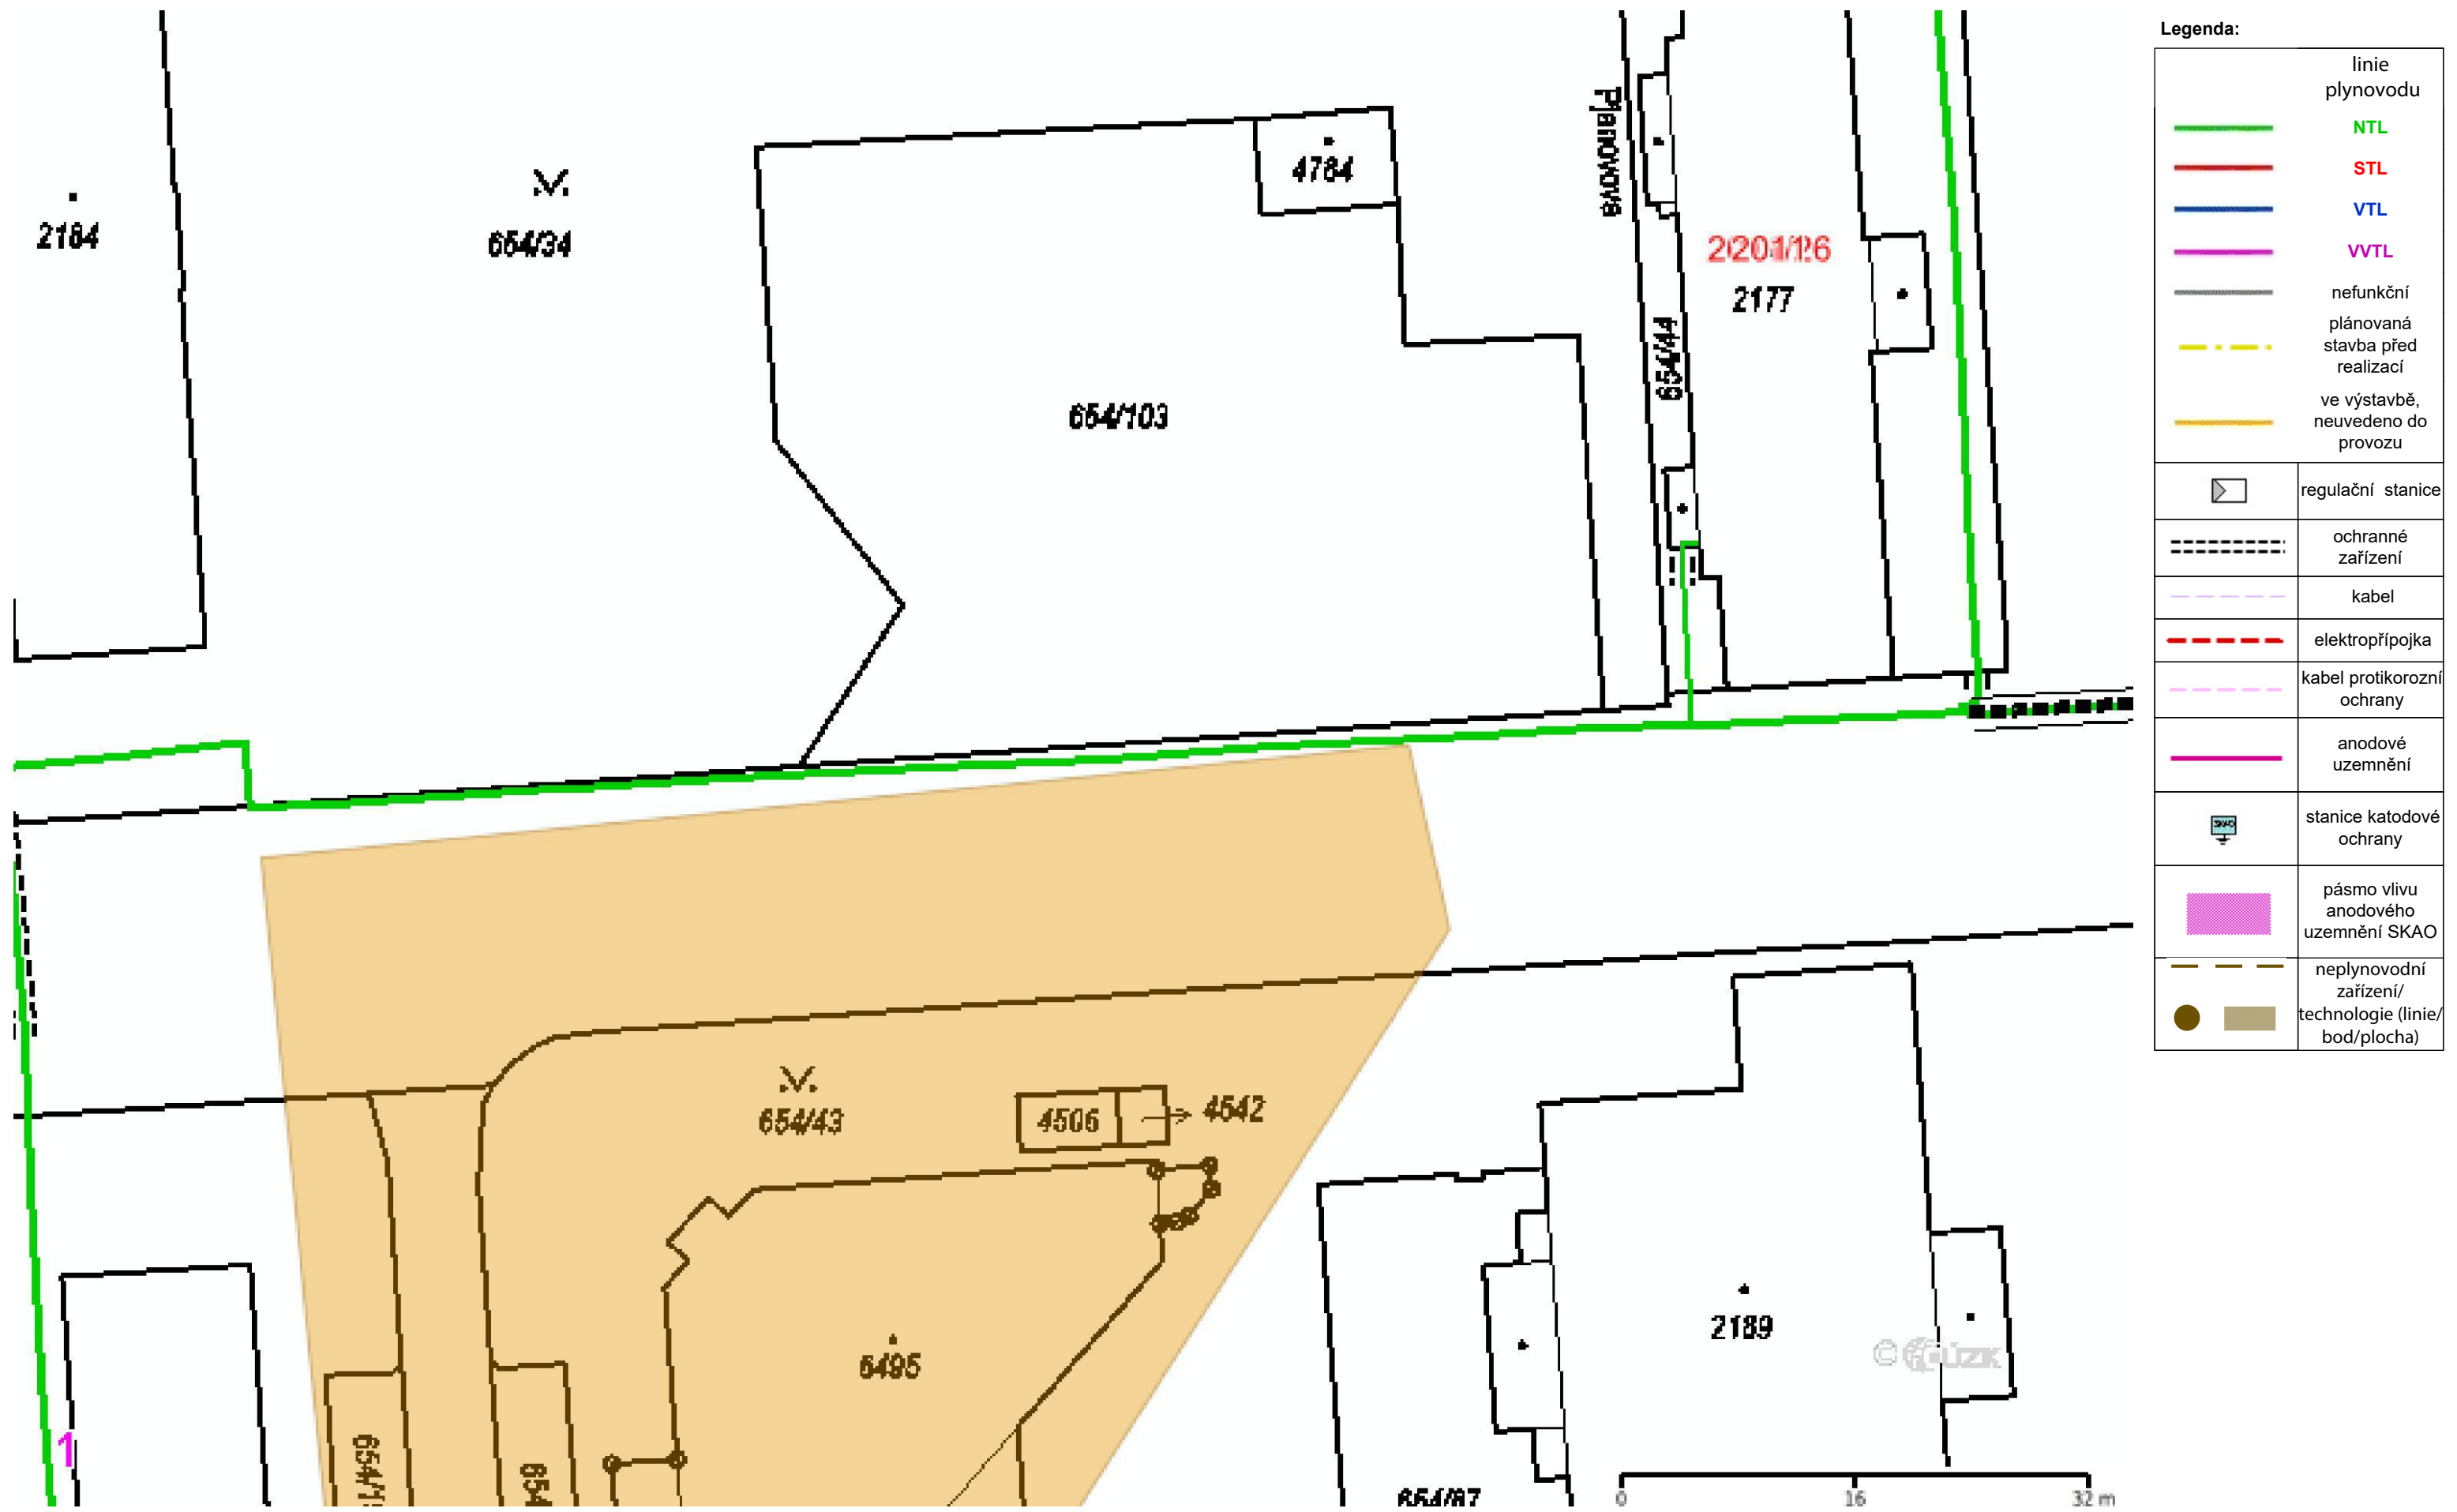 Legenda:
linie
plynovodu
NTL
STL
VTL
VVTL
nefunkční
plánovaná
stavba před
realizací
ve výstavbě,
neuvedeno do
provozu
regulační stanice
ochranné
zařízení
kabel
elektropřípojka
kabel protikorozní
ochrany
anodové
uzemnění
SKAO
stanice katodové
ochrany
pásmo vlivu
anodového
uzemnění SKAO
neplynovodní
zařízení/
technologie (linie/
bod/plocha)
2184
654/34
4784
654/103
654/44
2177
654/43
4506
4542
6495
2189
654/87
1
0 16 32 m